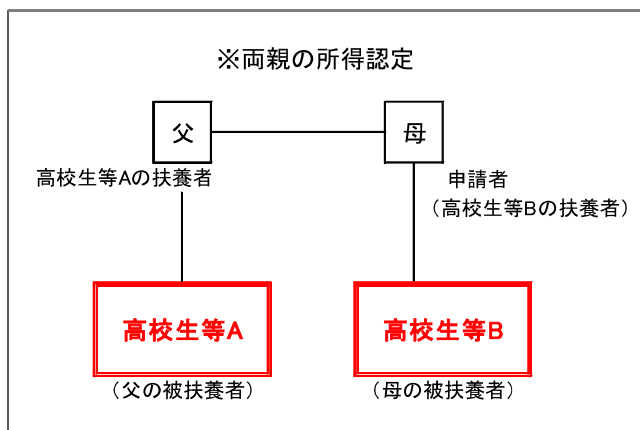 ※両親の所得認定
父
母
高校生等Aの扶養者
申請者
（高校生等Bの扶養者）
高校生等A
高校生等B
（父の被扶養者）
（母の被扶養者）